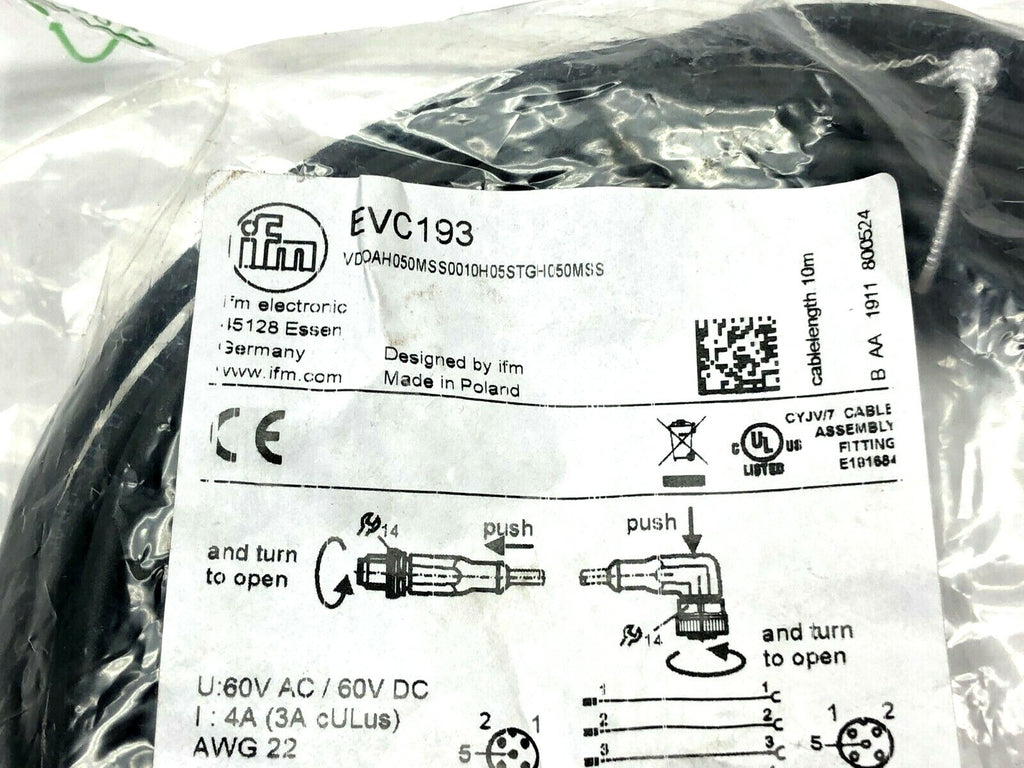 ifm
EVC193
VDOAH050MSS0010H05STGH050MSS
ifm electronic
45128 Essen
Germany
www.ifm.com
Designed by ifm
Made in Poland
cablelength 10m
B AA 1911 800524
CE
C UL US
LISTED
CYJV/7 CABLE
ASSEMBLY
FITTING
E191684
14
push
and turn
to open
push
14
and turn
to open
U:60V AC / 60V DC
I : 4A (3A cULus)
AWG 22
2 1
5
1 1
2 2
3 3
1 2
5